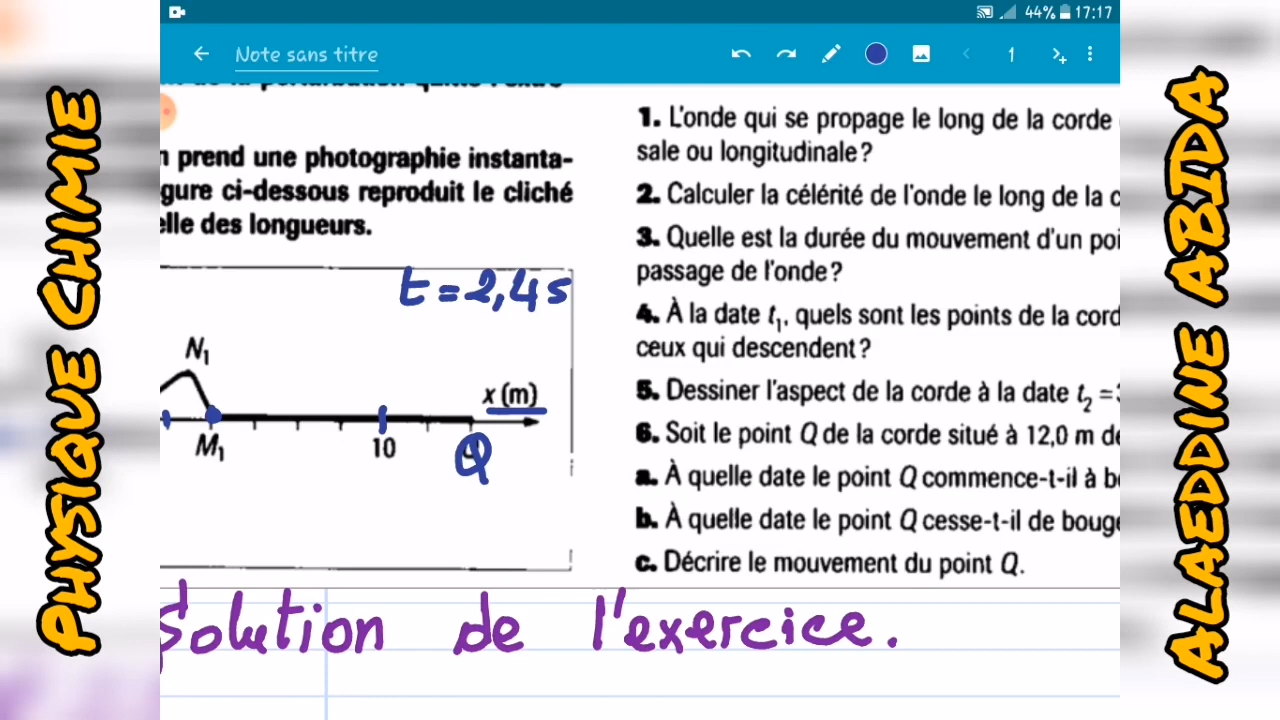 PHYSIQUE CHIMIE
44% 17:17
Note sans titre
1
prend une photographie instanta-
gure ci-dessous reproduit le cliché
elle des longueurs.
t = 2,4 s
N1
x (m)
M1
10
Q
1. L'onde qui se propage le long de la corde
sale ou longitudinale ?
2. Calculer la célérité de l'onde le long de la c
3. Quelle est la durée du mouvement d'un poi
passage de l'onde ?
4. À la date t1, quels sont les points de la cord
ceux qui descendent ?
5. Dessiner l'aspect de la corde à la date t2 =
6. Soit le point Q de la corde situé à 12,0 m de
a. À quelle date le point Q commence-t-il à b
b. À quelle date le point Q cesse-t-il de bouge
c. Décrire le mouvement du point Q.
Solution de l'exercice.
ALAEDDINE ABIDA